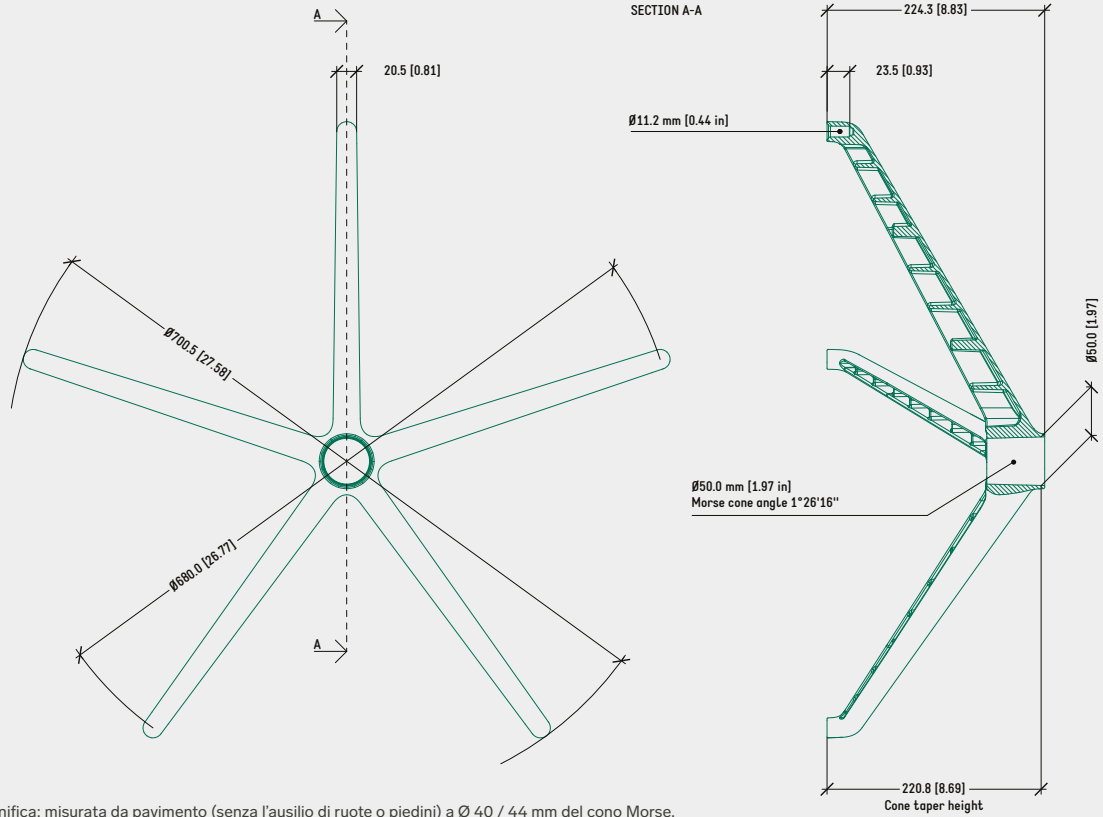 A
SECTION A-A
224.3 [8.83]
20.5 [0.81]
23.5 [0.93]
Ø11.2 mm [0.44 in]
Ø700.5 [27.58]
Ø50.0 [1.97]
Ø50.0 mm [1.97 in]
Morse cone angle 1°26'16''
Ø680.0 [26.77]
A
220.8 [8.69]
Cone taper height
misurata da pavimento (senza l'ausilio di ruote o piedini) a Ø 40 / 44 mm del cono Morse.